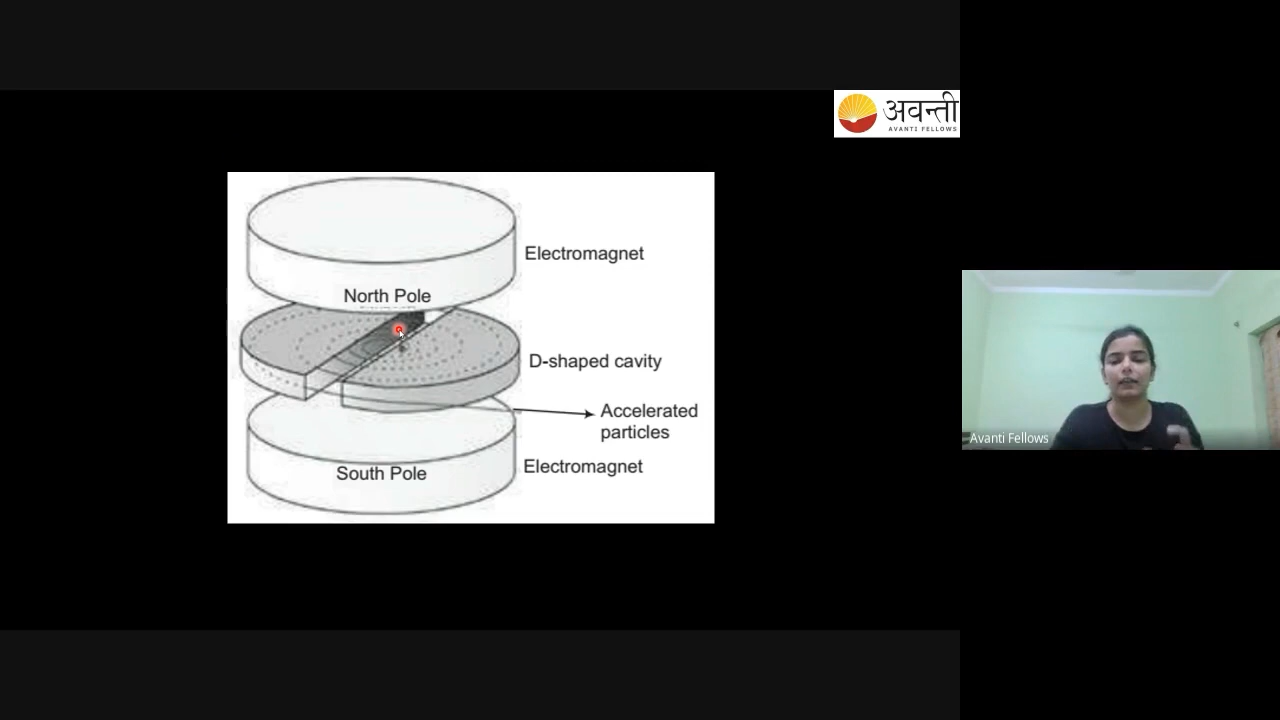 अवन्ती
AVANTI FELLOWS
Electromagnet
North Pole
D-shaped cavity
Accelerated
particles
Electromagnet
South Pole
Avanti Fellows